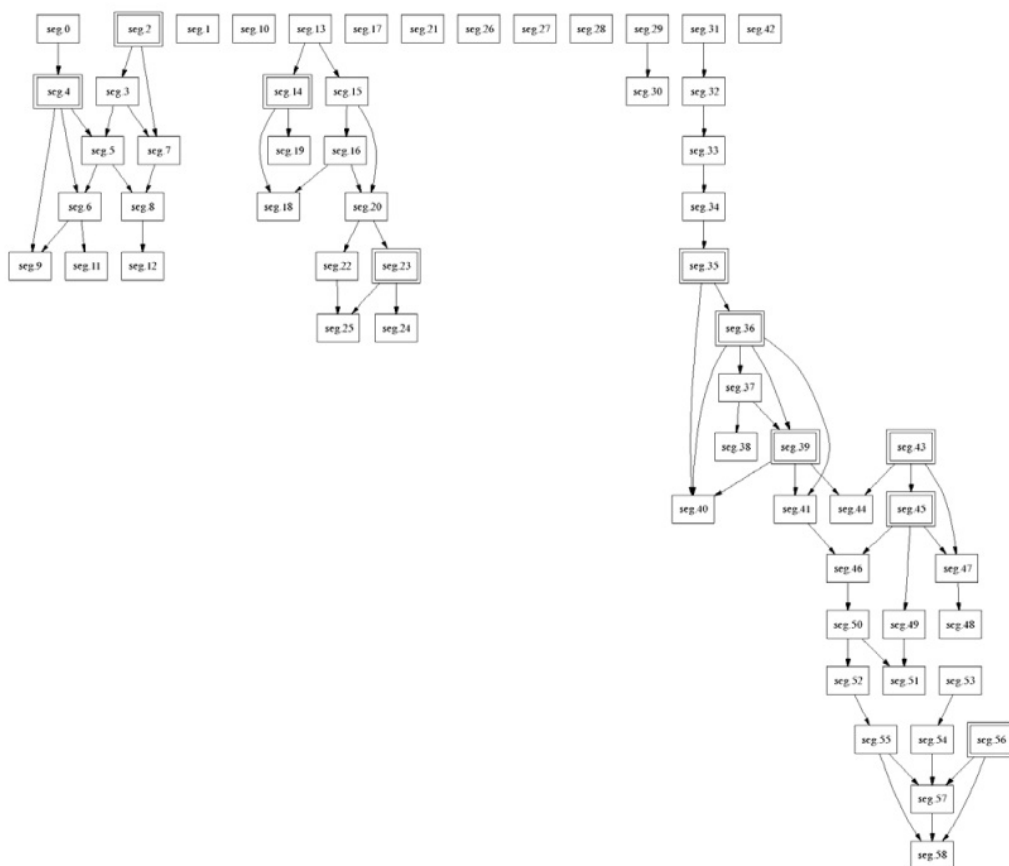 seg.0 seg.2 seg.1 seg.10 seg.13 seg.17 seg.21 seg.26 seg.27 seg.28 seg.29 seg.31 seg.42
seg.4 seg.3 seg.14 seg.15 seg.30 seg.32
seg.5 seg.7 seg.19 seg.16 seg.33
seg.6 seg.8 seg.18 seg.20 seg.34
seg.9 seg.11 seg.12 seg.22 seg.23 seg.35
seg.25 seg.24 seg.36
seg.37
seg.38 seg.39 seg.43
seg.40 seg.41 seg.44 seg.45
seg.46 seg.47
seg.50 seg.49 seg.48
seg.52 seg.51 seg.53
seg.55 seg.54 seg.56
seg.57
seg.58